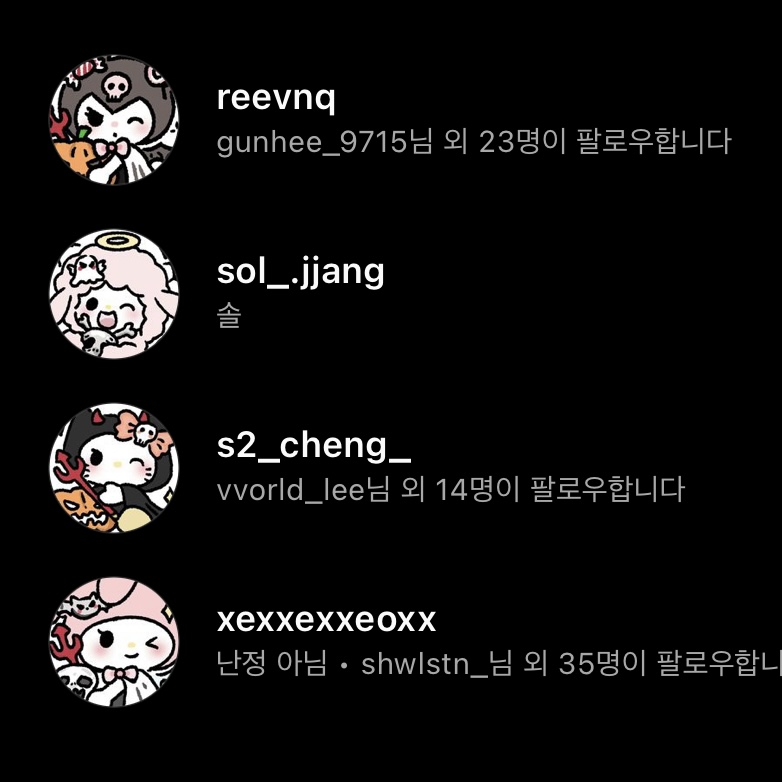 reevnq
gunhee_9715님 외 23명이 팔로우합니다
sol_.jjang
솔
s2_cheng_
vvorld_lee님 외 14명이 팔로우합니다
xexxexxeoxx
난정 아님 • shwlstn_님 외 35명이 팔로우합니